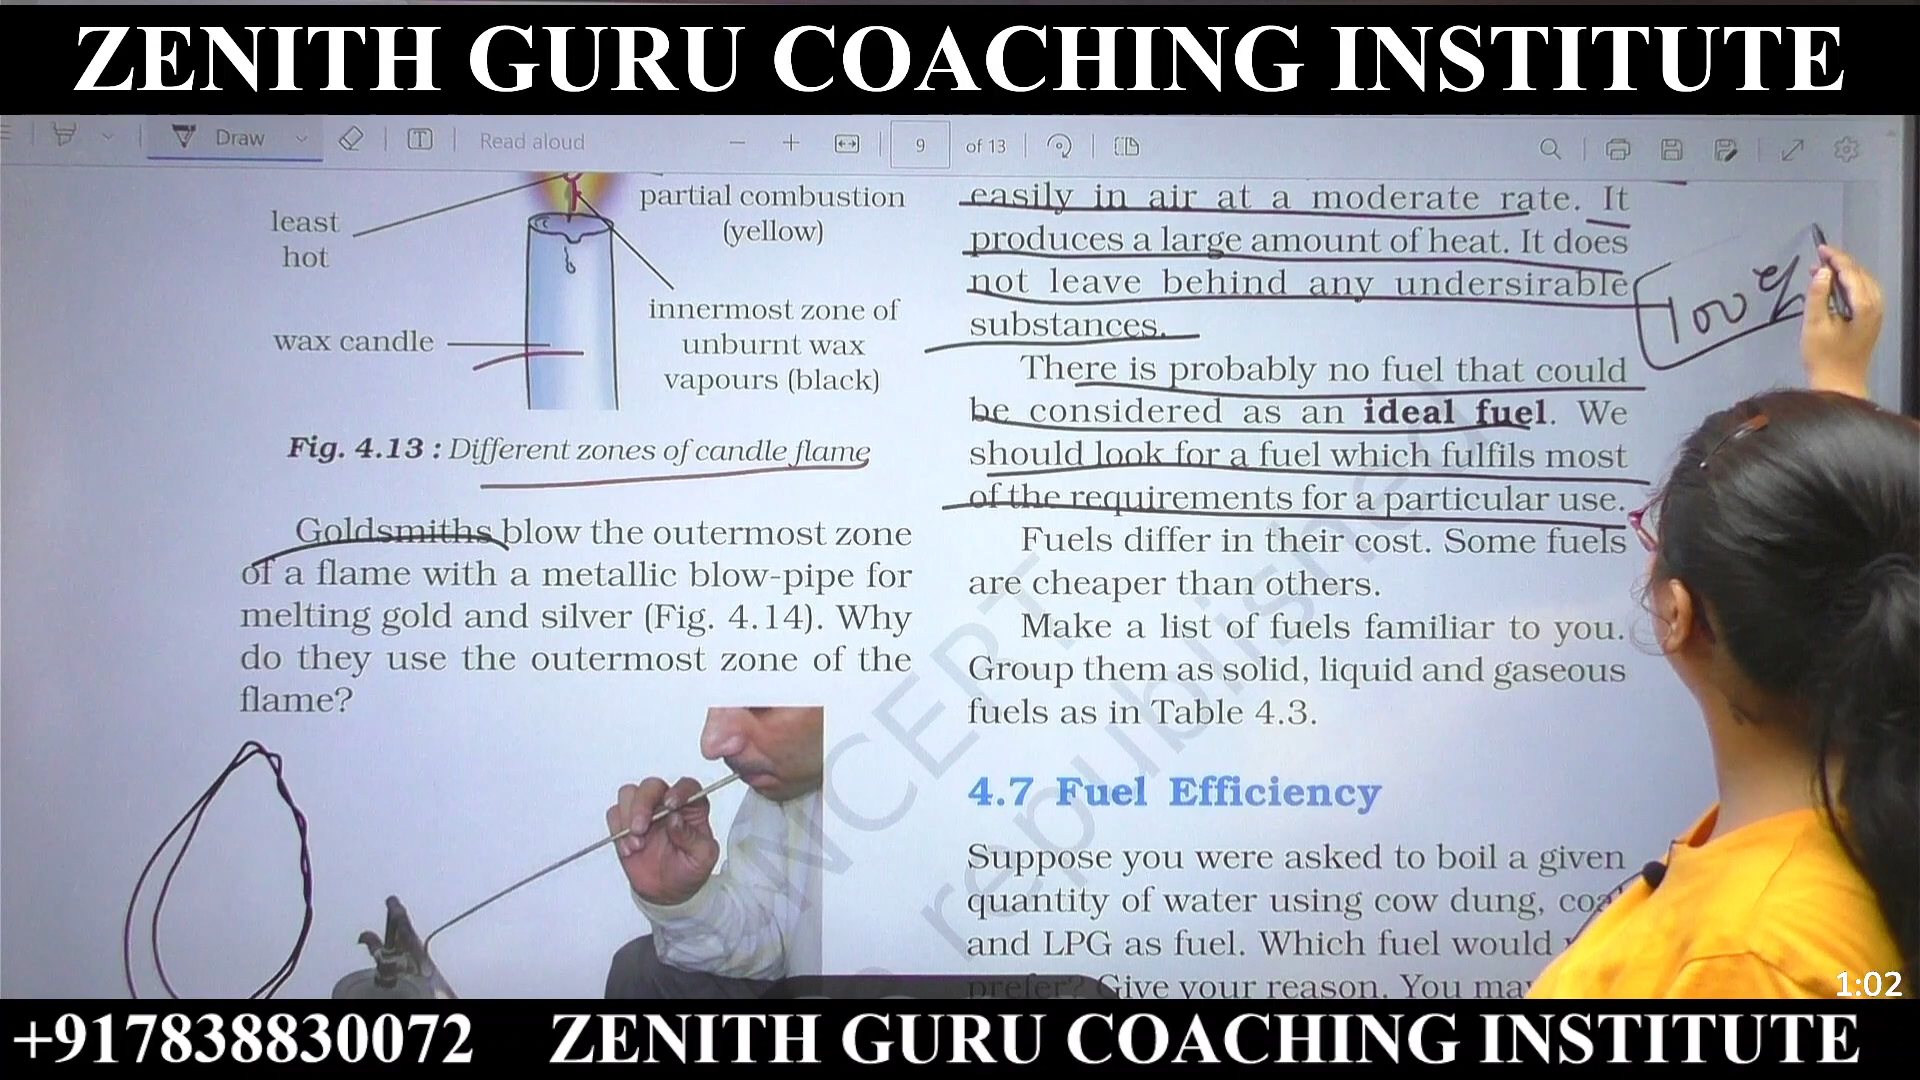 ZENITH GURU COACHING INSTITUTE
Draw
Read aloud
9 of 13
least
hot
partial combustion
(yellow)
wax candle
innermost zone of
unburnt wax
vapours (black)
Fig. 4.13 : Different zones of candle flame
Goldsmiths blow the outermost zone
of a flame with a metallic blow-pipe for
melting gold and silver (Fig. 4.14). Why
do they use the outermost zone of the
flame?
easily in air at a moderate rate. It
produces a large amount of heat. It does
not leave behind any undersirable
substances.
100%
There is probably no fuel that could
be considered as an ideal fuel. We
should look for a fuel which fulfils most
of the requirements for a particular use.
Fuels differ in their cost. Some fuels
are cheaper than others.
Make a list of fuels familiar to you.
Group them as solid, liquid and gaseous
fuels as in Table 4.3.
4.7 Fuel Efficiency
Suppose you were asked to boil a given
quantity of water using cow dung, coal
and LPG as fuel. Which fuel would
prefer? Give your reason. You may
NCERT
republished
1:02
+917838830072 ZENITH GURU COACHING INSTITUTE